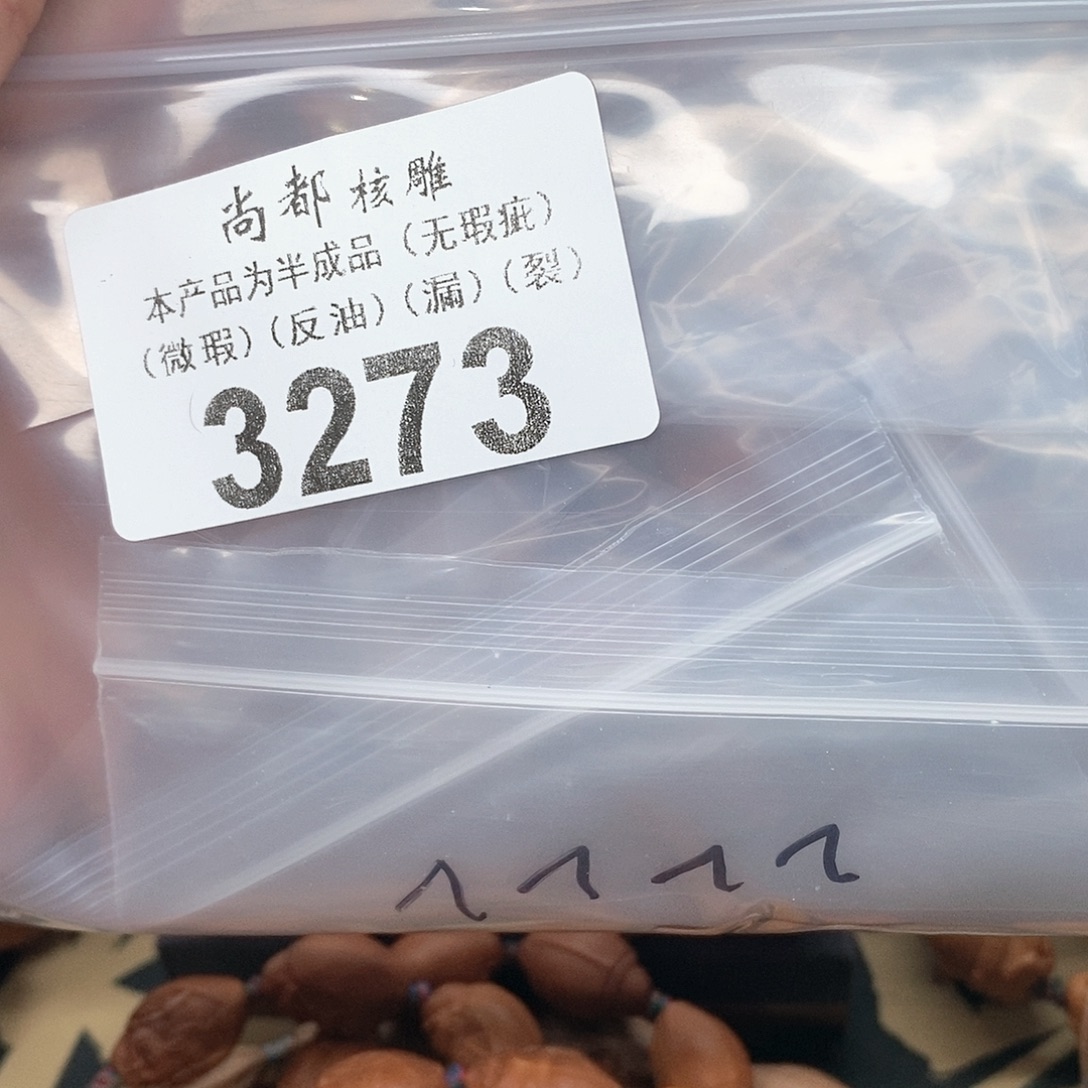 尚都核雕
本产品为半成品（无瑕疵）
（微瑕）（反油）（漏）（裂）
3273